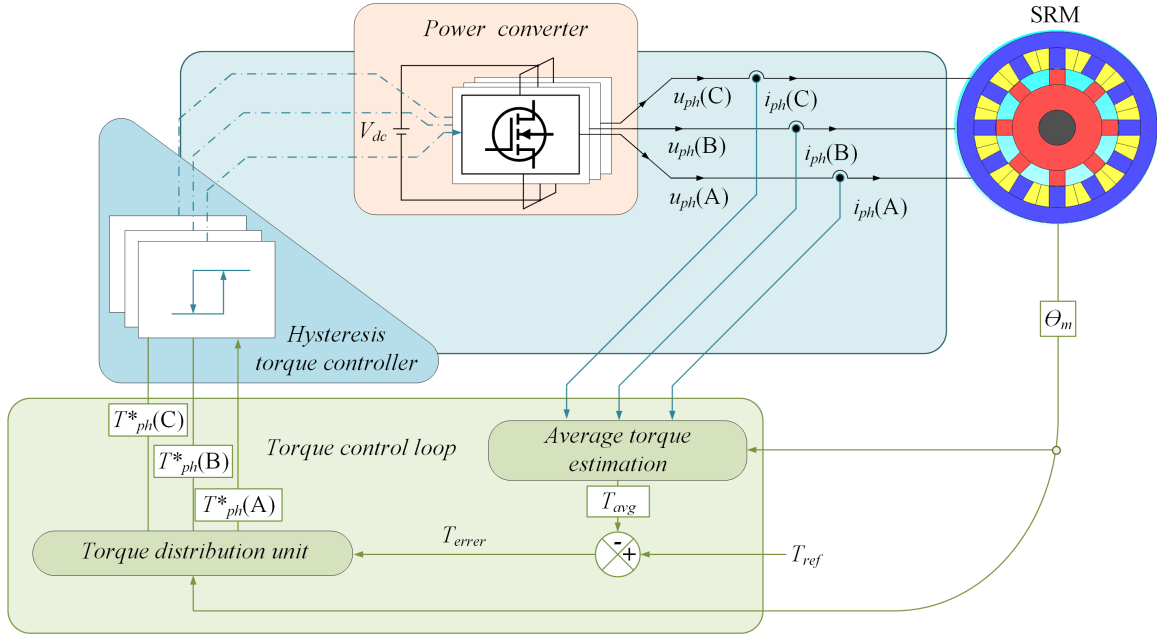 SRM
Power converter
V_dc
u_ph(C)
i_ph(C)
u_ph(B)
i_ph(B)
u_ph(A)
i_ph(A)
ϴ_m
Hysteresis
torque controller
T*_ph(C)
T*_ph(B)
T*_ph(A)
Torque control loop
Average torque
estimation
T_avg
-
+
T_errer
T_ref
Torque distribution unit